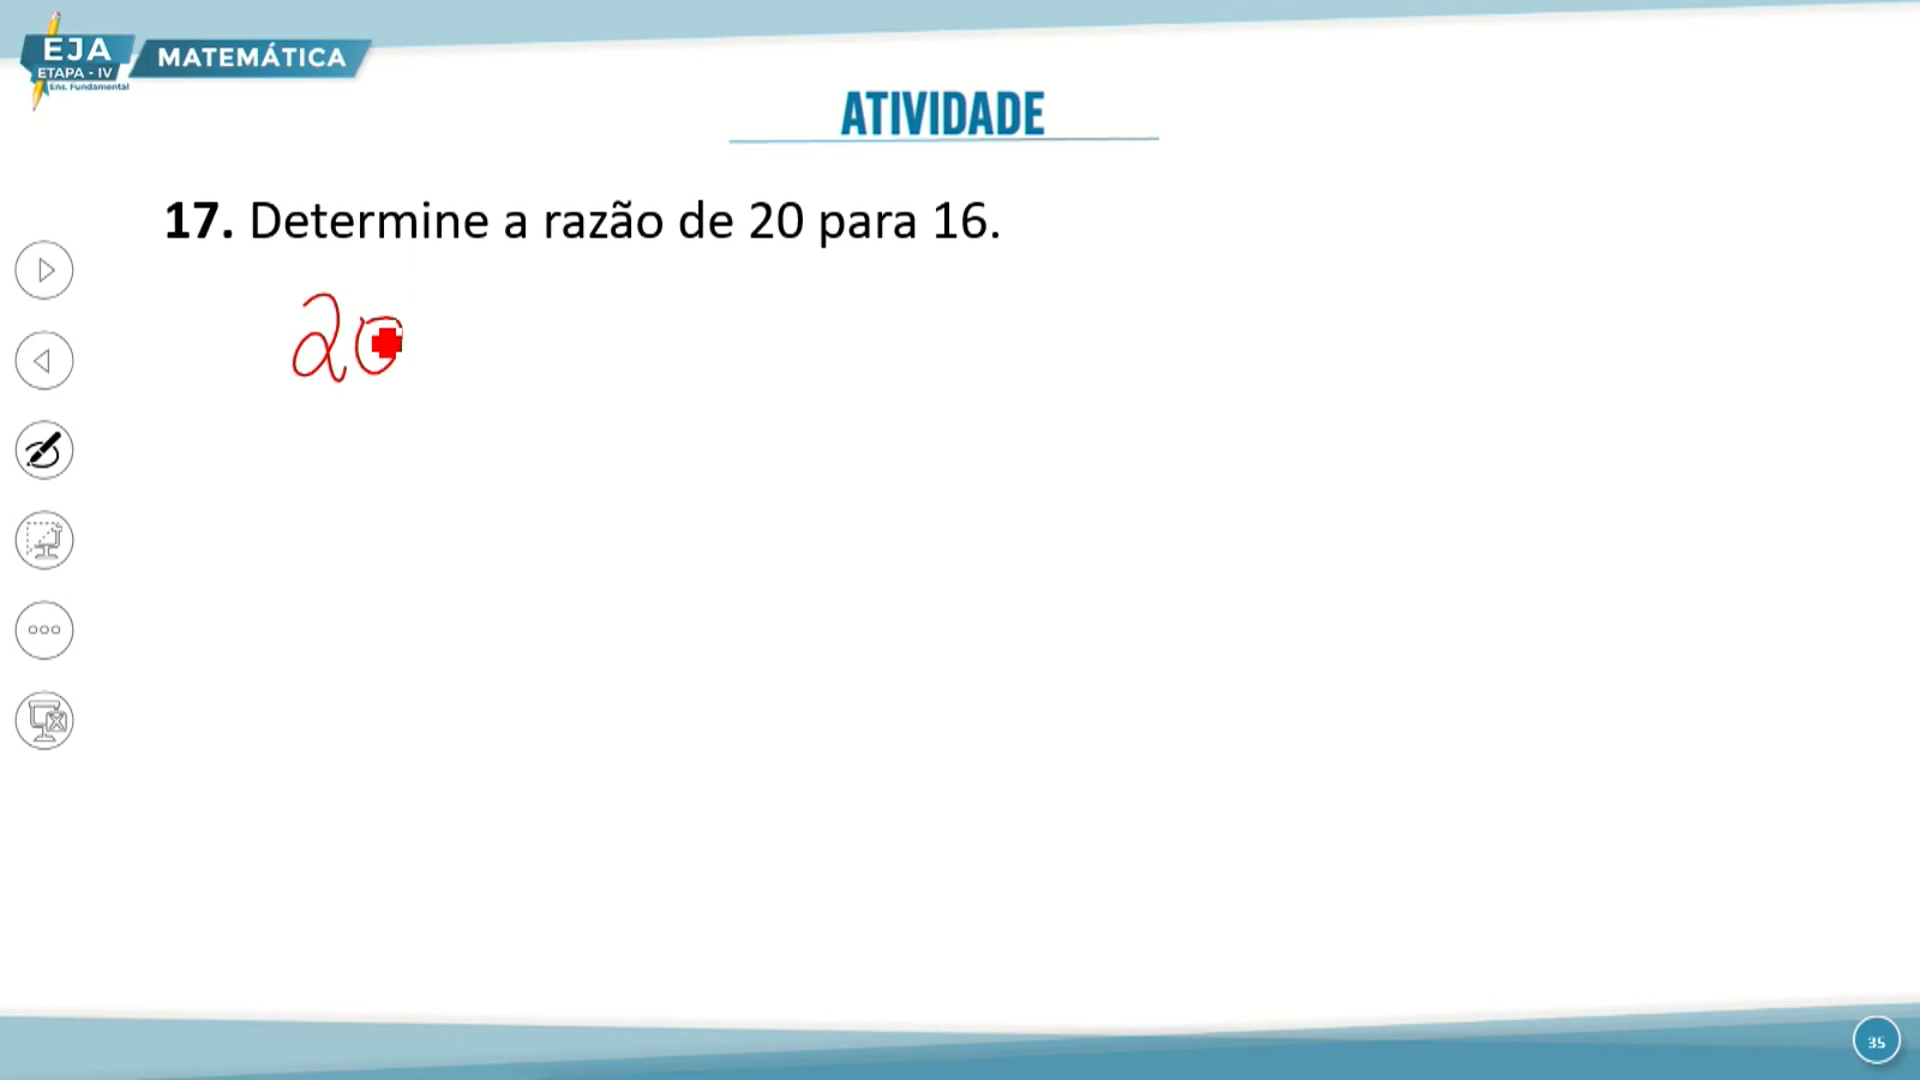 EJA
ETAPA - IV
Ens. Fundamental
MATEMÁTICA
ATIVIDADE
17. Determine a razão de 20 para 16.
20
35